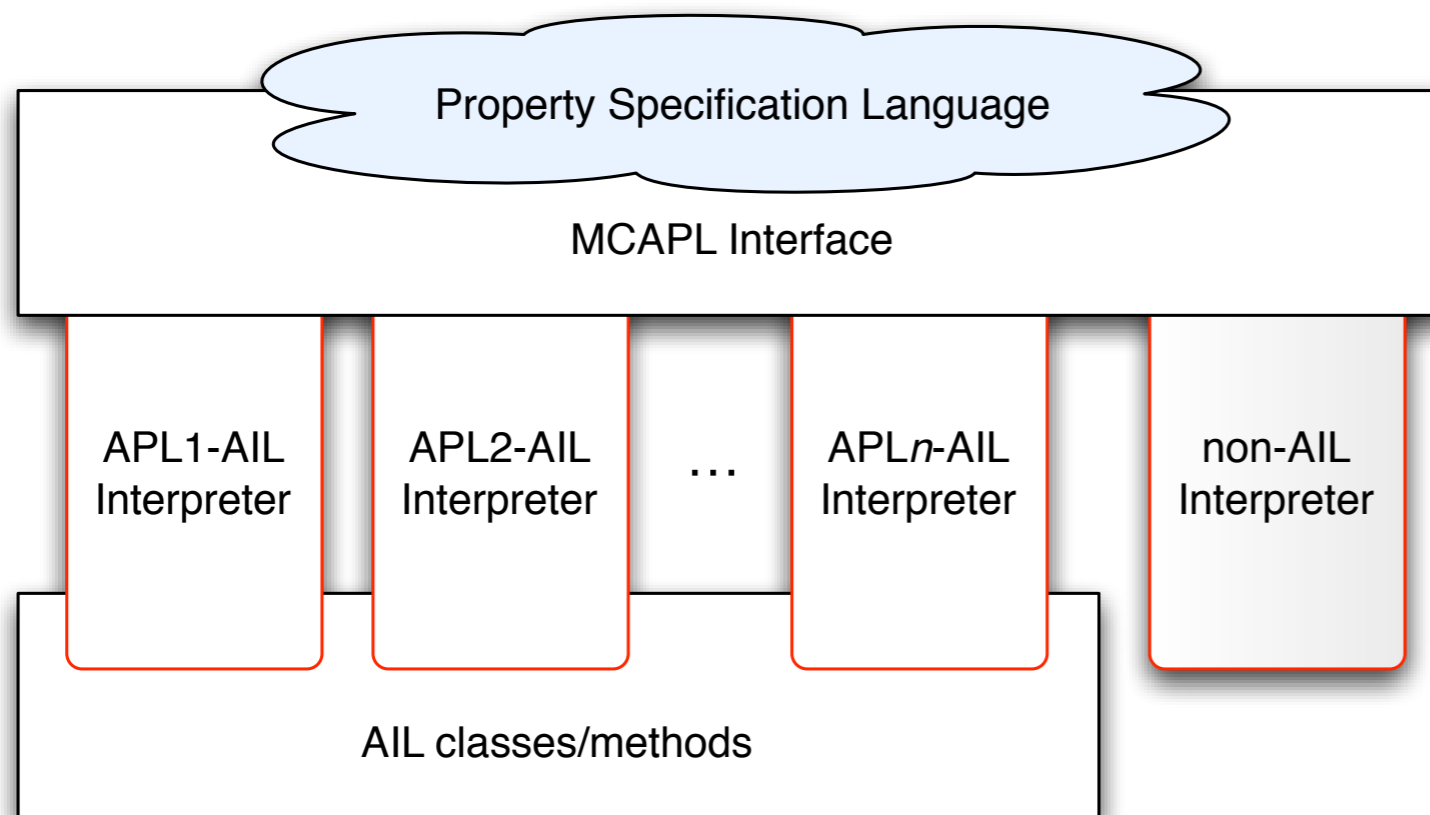 Property Specification Language
MCAPL Interface
APL1-AIL
Interpreter
APL2-AIL
Interpreter
...
APLn-AIL
Interpreter
non-AIL
Interpreter
AIL classes/methods